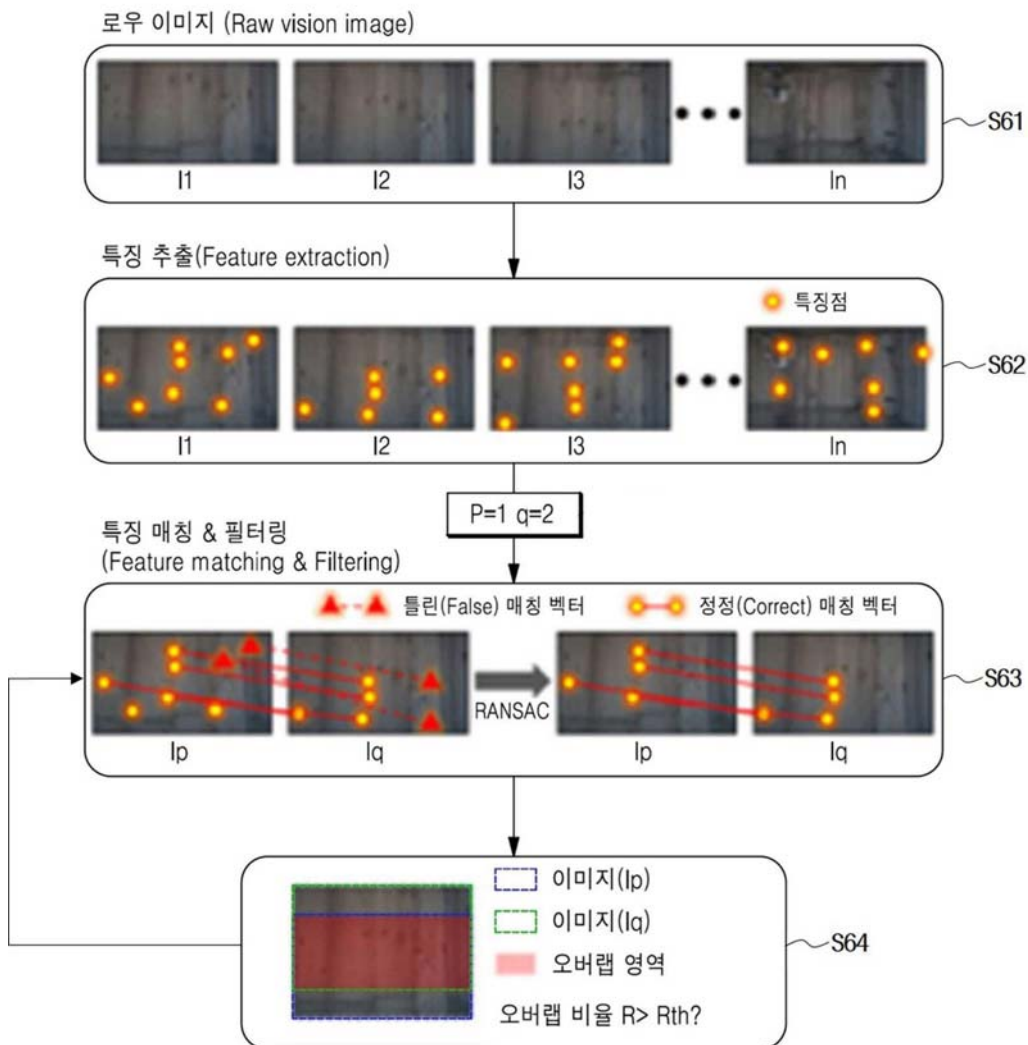 로우 이미지 (Raw vision image)
I1 I2 I3 In
S61
특징 추출(Feature extraction)
특징점
I1 I2 I3 In
S62
P=1 q=2
특징 매칭 & 필터링
(Feature matching & Filtering)
틀린(False) 매칭 벡터 정정(Correct) 매칭 벡터
RANSAC
Ip Iq Ip Iq
S63
이미지(Ip)
이미지(Iq)
오버랩 영역
오버랩 비율 R> Rth?
S64